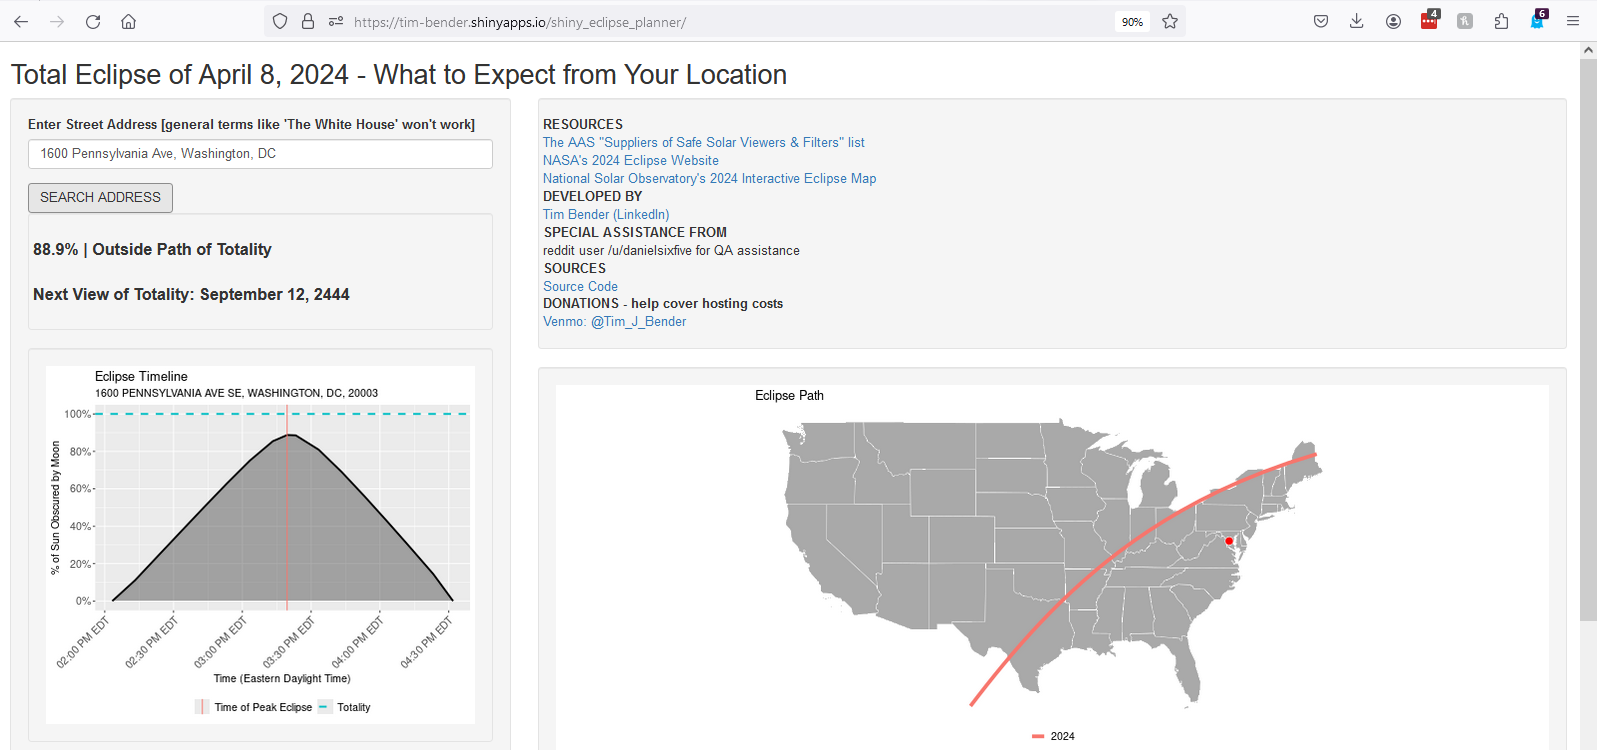 https://tim-bender.shinyapps.io/shiny_eclipse_planner/
90%
4
6
Total Eclipse of April 8, 2024 - What to Expect from Your Location
Enter Street Address [general terms like 'The White House' won't work]
1600 Pennsylvania Ave, Washington, DC
SEARCH ADDRESS
88.9% | Outside Path of Totality
Next View of Totality: September 12, 2444
Eclipse Timeline
1600 PENNSYLVANIA AVE SE, WASHINGTON, DC, 20003
% of Sun Obscured by Moon
100%
80%
60%
40%
20%
0%
02:00 PM EDT
02:30 PM EDT
03:00 PM EDT
03:30 PM EDT
04:00 PM EDT
04:30 PM EDT
Time (Eastern Daylight Time)
Time of Peak Eclipse
Totality
RESOURCES
The AAS "Suppliers of Safe Solar Viewers & Filters" list
NASA's 2024 Eclipse Website
National Solar Observatory's 2024 Interactive Eclipse Map
DEVELOPED BY
Tim Bender (LinkedIn)
SPECIAL ASSISTANCE FROM
reddit user /u/danielsixfive for QA assistance
SOURCES
Source Code
DONATIONS - help cover hosting costs
Venmo: @Tim_J_Bender
Eclipse Path
2024